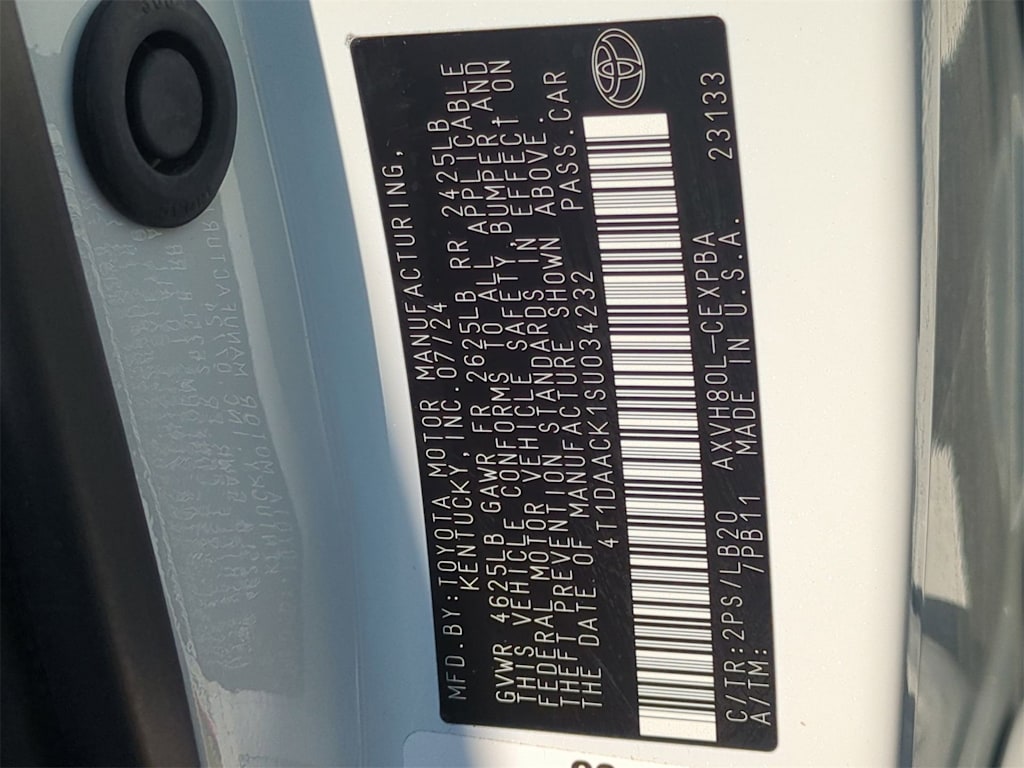 MFD.BY:TOYOTA MOTOR MANUFACTURING,
KENTUCKY,INC.07/24
GVWR 4625LB GAWR FR 2625LB RR 2425LB
THIS VEHICLE CONFORMS TO ALL APPLICABLE
FEDERAL MOTOR VEHICLE SAFETY,BUMPER,AND
THEFT PREVENTION STANDARDS IN EFFECT ON
THE DATE OF MANUFACTURE SHOWN ABOVE.
4T1DAACK1SU034232 PASS.CAR
C/TR:2PS/LB20 AXVH80L-CEXPBA 23133
A/TM: /PB11 MADE IN U.S.A.